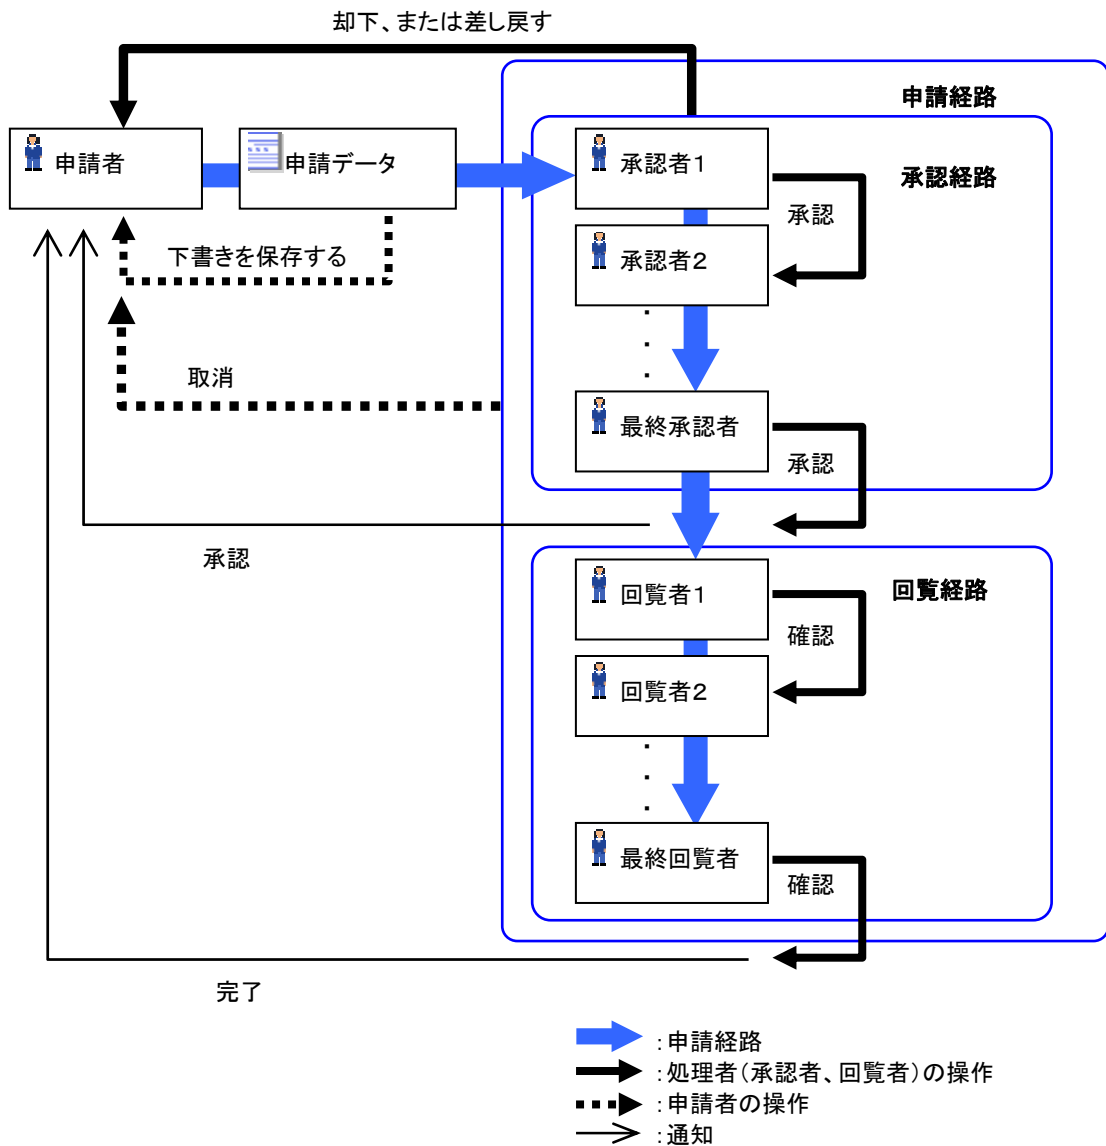 却下、または差し戻す
申請経路
申請者
申請データ
承認者1
承認経路
承認
下書きを保存する
承認者2
・
・
・
取消
最終承認者
承認
承認
回覧者1
回覧経路
確認
回覧者2
・
・
・
最終回覧者
確認
完了
：申請経路
：処理者（承認者、回覧者）の操作
：申請者の操作
：通知